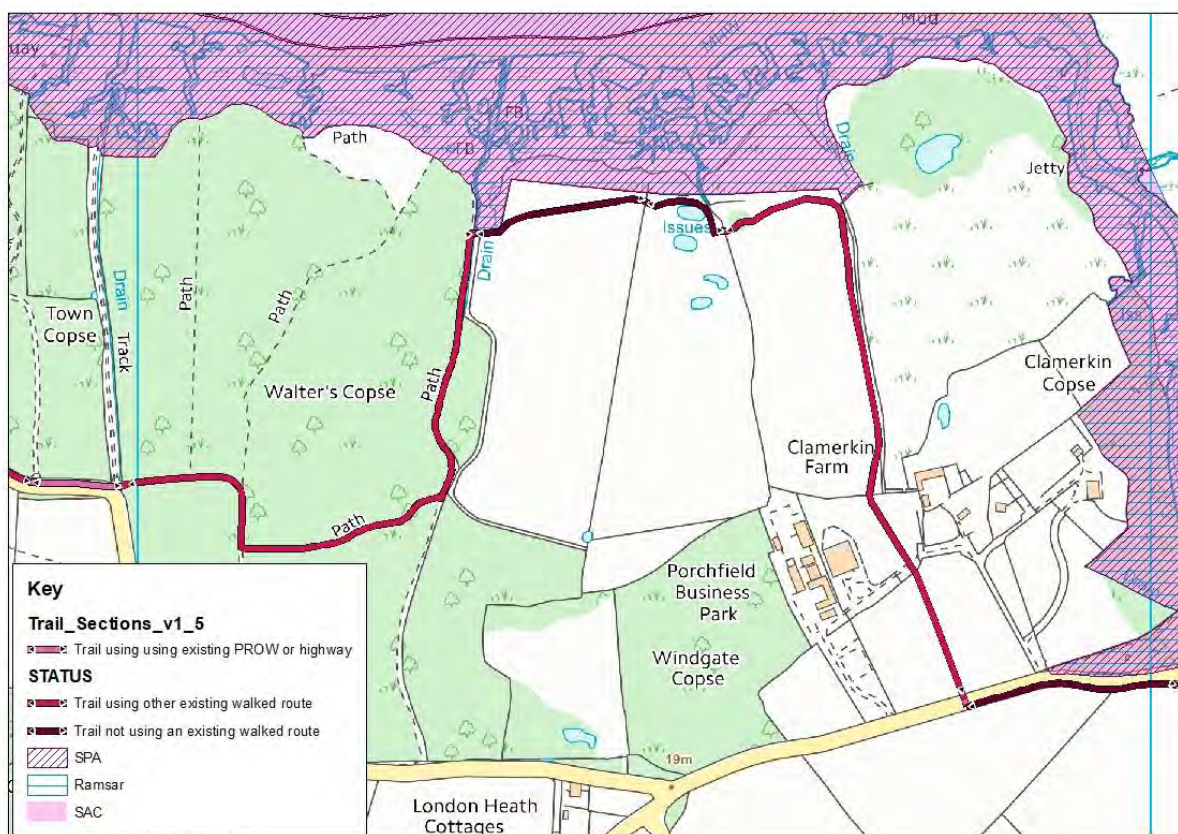 Mud
MHW
FB
FB
Path
Drain
Jetty
Issues
Drain
Path
Path
Drain
Town
Copse
Track
Path
Walter's Copse
Clamerkin
Copse
Clamerkin
Farm
Path
Porchfield
Business
Park
Windgate
Copse
19m
London Heath
Cottages
Key
Trail_Sections_v1_5
Trail using using existing PROW or highway
STATUS
Trail using other existing walked route
Trail not using an existing walked route
SPA
Ramsar
SAC